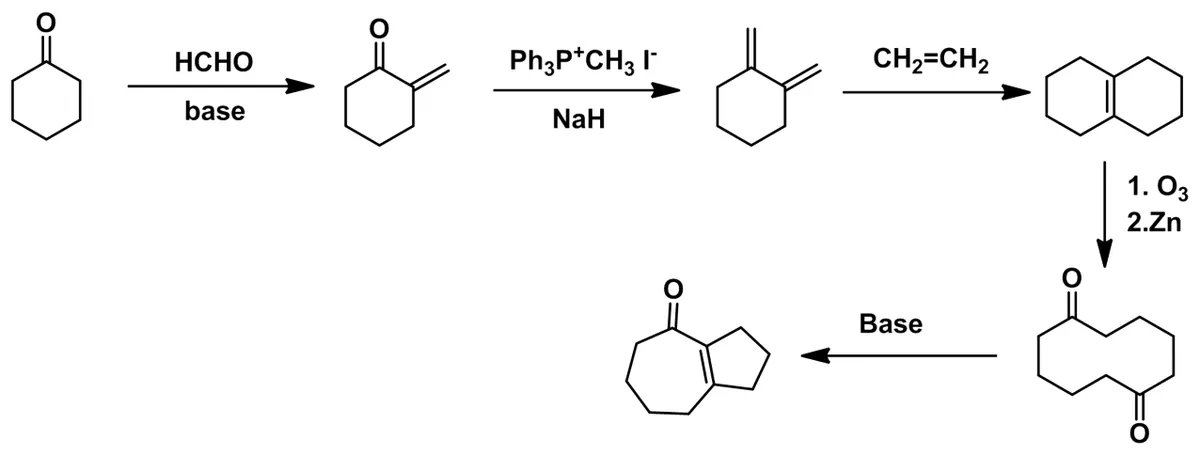 O
HCHO
base
O
Ph3P+CH3 I-
NaH
CH2=CH2
1. O3
2.Zn
O
O
Base
O